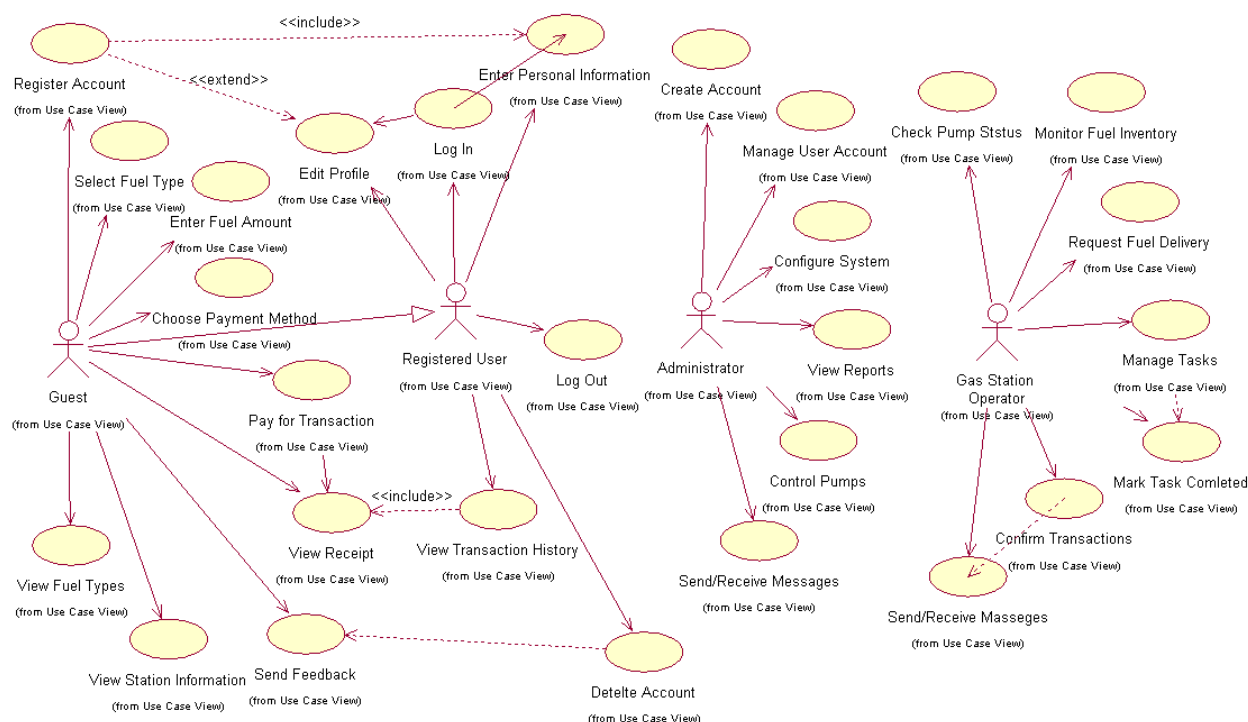 <<include>>
Register Account
(from Use Case View)
<<extend>>
Enter Personal Information
(from Use Case View)
Log In
(from Use Case View)
Edit Profile
(from Use Case View)
Select Fuel Type
(from Use Case View)
Enter Fuel Amount
(from Use Case View)
Choose Payment Method
(from Use Case View)
Guest
(from Use Case View)
Registered User
(from Use Case View)
Log Out
(from Use Case View)
Pay for Transaction
(from Use Case View)
<<include>>
View Receipt
(from Use Case View)
View Transaction History
(from Use Case View)
View Fuel Types
(from Use Case View)
View Station Information
(from Use Case View)
Send Feedback
(from Use Case View)
Detelte Account
(from Use Case View)
Create Account
(from Use Case View)
Manage User Account
(from Use Case View)
Configure System
(from Use Case View)
Administrator
(from Use Case View)
View Reports
(from Use Case View)
Control Pumps
(from Use Case View)
Send/Receive Messages
(from Use Case View)
Check Pump Ststus
(from Use Case View)
Monitor Fuel Inventory
(from Use Case View)
Request Fuel Delivery
(from Use Case View)
Manage Tasks
(from Use Case View)
Gas Station
Operator
(from Use Case View)
Mark Task Comleted
(from Use Case View)
Confirm Transactions
(from Use Case View)
Send/Receive Masseges
(from Use Case View)